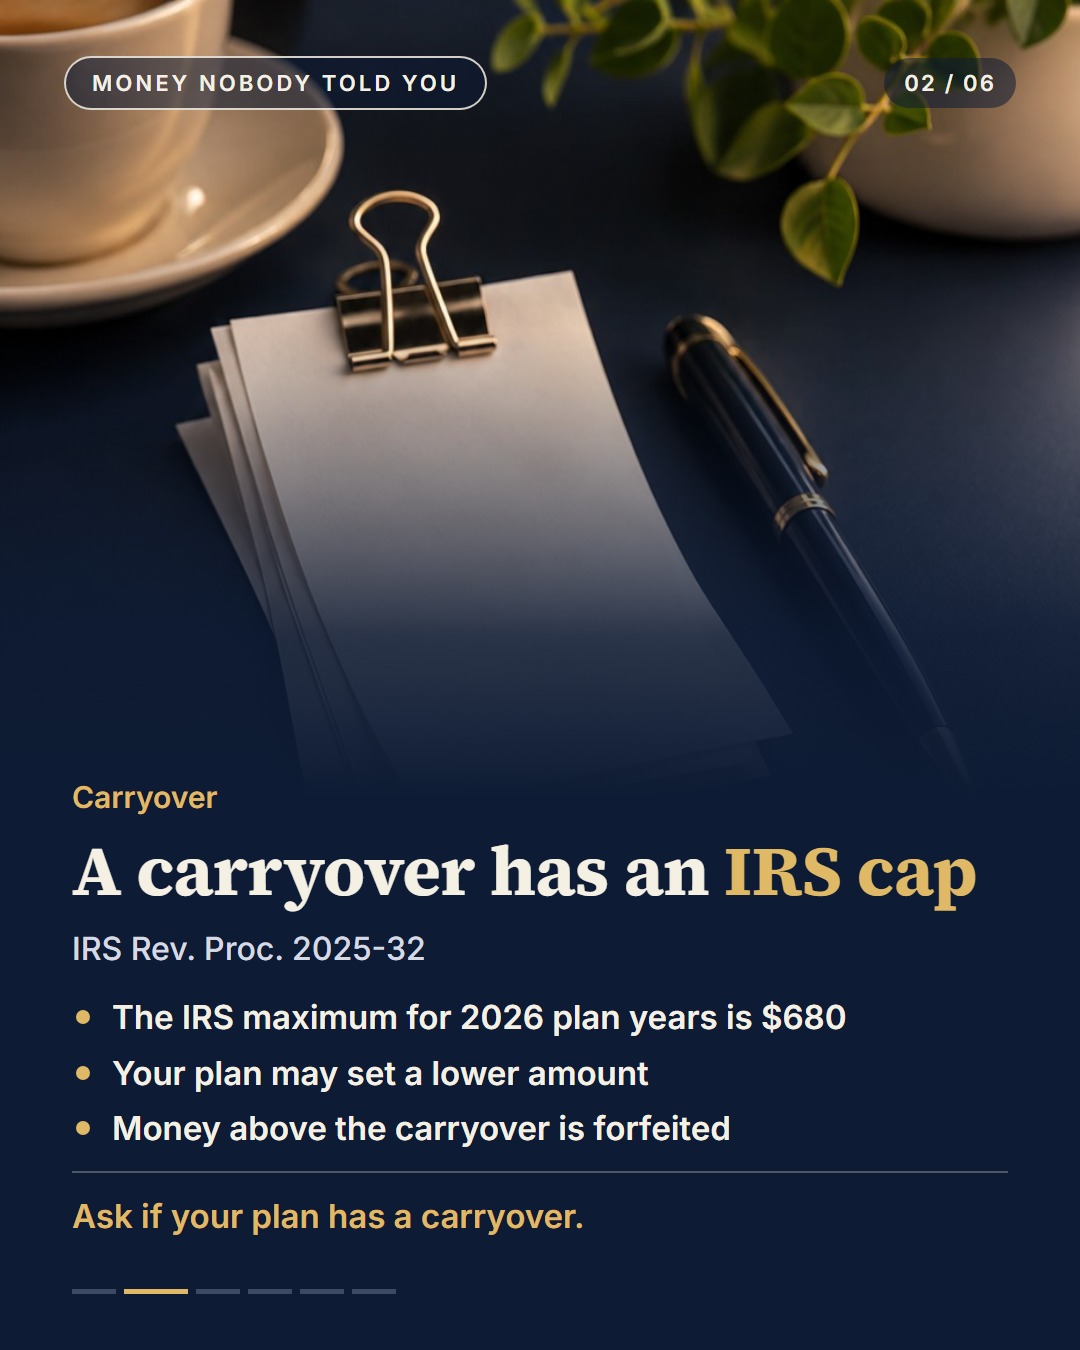 MONEY NOBODY TOLD YOU
02 / 06
Carryover
A carryover has an IRS cap
IRS Rev. Proc. 2025-32
The IRS maximum for 2026 plan years is $680
Your plan may set a lower amount
Money above the carryover is forfeited
Ask if your plan has a carryover.